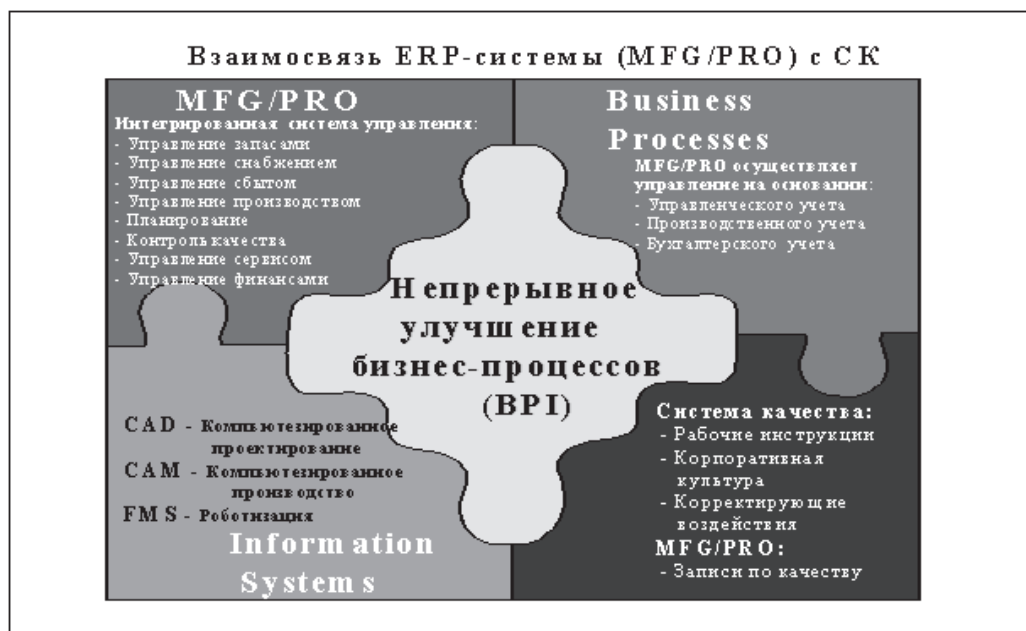 Взаимосвязь ERP-системы (MFG/PRO) с СК
MFG/PRO
Интегрированная система управления:
- Управление запасами
- Управление снабжением
- Управление сбытом
- Управление производством
- Планирование
- Контроль качества
- Управление сервисом
- Управление финансами
Business
Processes
MFG/PRO осуществляет
управление на основании:
- Управленческого учета
- Производственного учета
- Бухгалтерского учета
Непрерывное
улучшение
бизнес-процессов
(BPI)
CAD - Компьютезированное
проектирование
CAM - Компьютезированное
производство
FMS - Роботизация
Information
Systems
Система качества:
- Рабочие инструкции
- Корпоративная
культура
- Корректирующие
воздействия
MFG/PRO:
- Записи по качеству